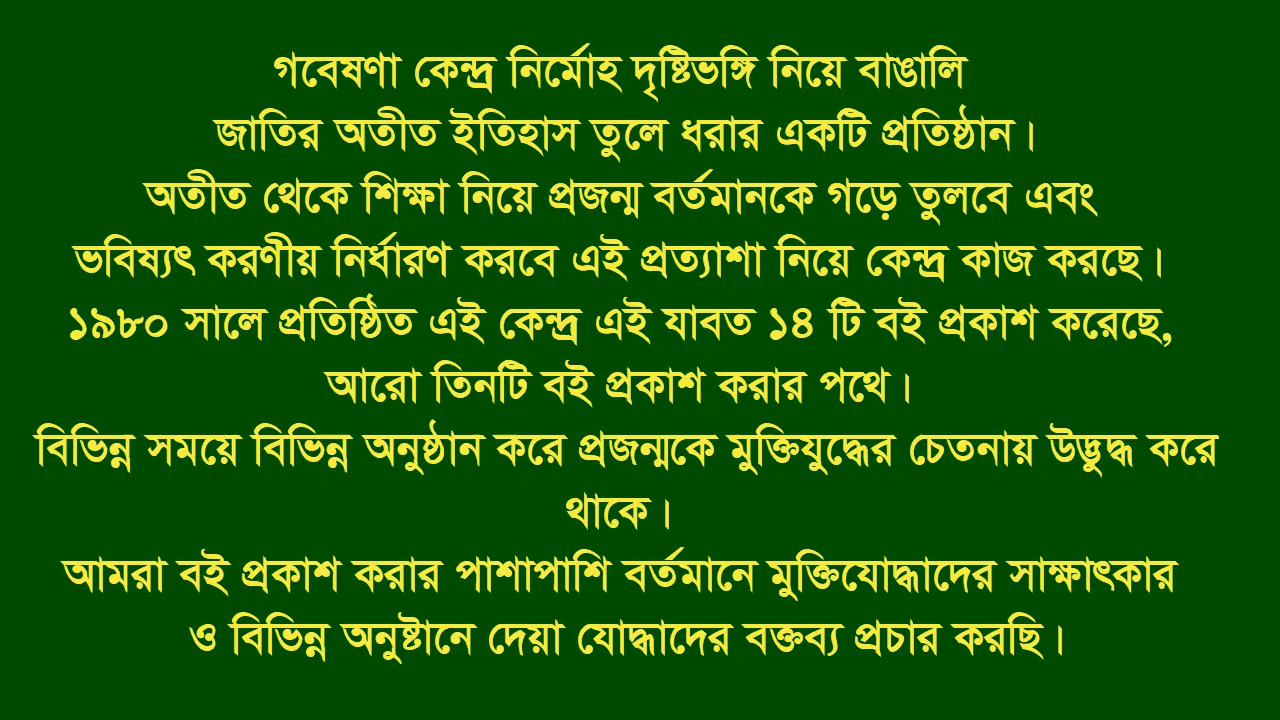 গবেষণা কেন্দ্র নির্মোহ দৃষ্টিভঙ্গি নিয়ে বাঙালি
জাতির অতীত ইতিহাস তুলে ধরার একটি প্রতিষ্ঠান।
অতীত থেকে শিক্ষা নিয়ে প্রজন্ম বর্তমানকে গড়ে তুলবে এবং
ভবিষ্যৎ করণীয় নির্ধারণ করবে এই প্রত্যাশা নিয়ে কেন্দ্র কাজ করছে।
১৯৮০ সালে প্রতিষ্ঠিত এই কেন্দ্র এই যাবত ১৪ টি বই প্রকাশ করেছে,
আরো তিনটি বই প্রকাশ করার পথে।
বিভিন্ন সময়ে বিভিন্ন অনুষ্ঠান করে প্রজন্মকে মুক্তিযুদ্ধের চেতনায় উদ্ভুদ্ধ করে
থাকে।
আমরা বই প্রকাশ করার পাশাপাশি বর্তমানে মুক্তিযোদ্ধাদের সাক্ষাৎকার
ও বিভিন্ন অনুষ্টানে দেয়া যোদ্ধাদের বক্তব্য প্রচার করছি।